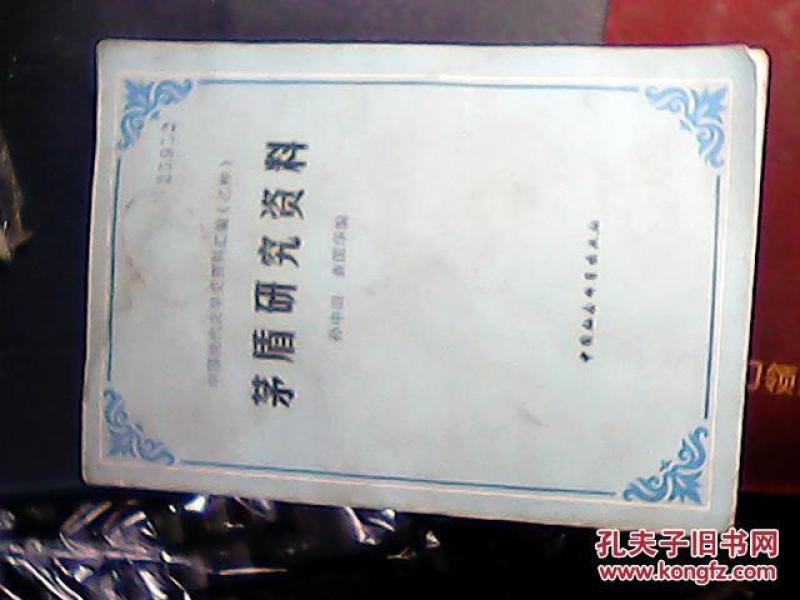 中国现代文学史资料汇编（乙种）
茅盾研究资料
孙中田 查国华编
中国社会科学出版社
孔夫子旧书网
www.kongfz.com